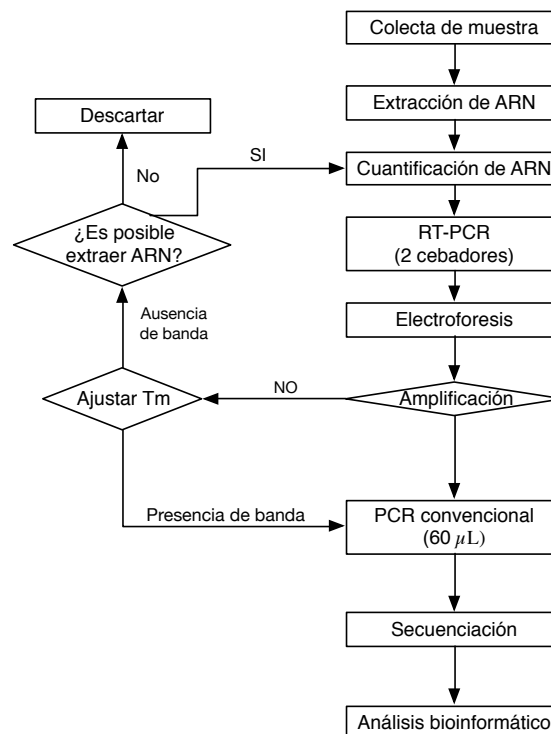 Colecta de muestra
Extracción de ARN
Descartar
No
SI
Cuantificación de ARN
¿Es posible
extraer ARN?
RT-PCR
(2 cebadores)
Ausencia
de banda
Electroforesis
Ajustar Tm
NO
Amplificación
Presencia de banda
PCR convencional
(60 μL)
Secuenciación
Análisis bioinformático